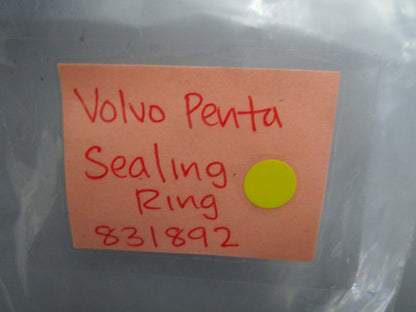 Volvo Penta
Sealing
Ring
831892